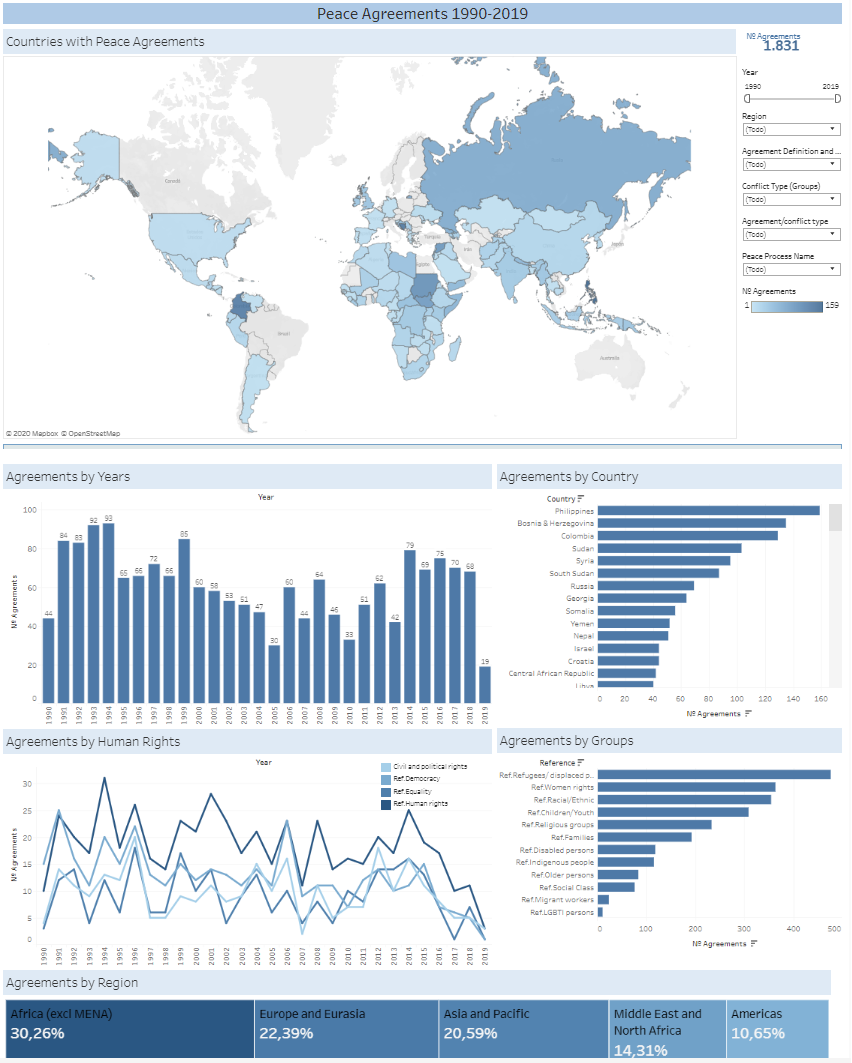 Peace Agreements 1990-2019
Countries with Peace Agreements
Nº Agreements
1.831
Year
1990 2019
Region
(Todo)
Agreement Definition and ...
(Todo)
Conflict Type (Groups)
(Todo)
Agreement/conflict type
(Todo)
Peace Process Name
(Todo)
Nº Agreements
1 159
Canada
Brazil
Australia
© 2020 Mapbox © OpenStreetMap
Agreements by Years
Year
Nº Agreements
100
80
60
40
20
0
44 84 83 92 93 65 66 72 66 85 60 58 53 51 47 30 60 44 64 46 33 51 62 42 79 69 75 70 68 19
1990 1991 1992 1993 1994 1995 1996 1997 1998 1999 2000 2001 2002 2003 2004 2005 2006 2007 2008 2009 2010 2011 2012 2013 2014 2015 2016 2017 2018 2019
Agreements by Country
Country
Philippines
Bosnia & Herzegovina
Colombia
Sudan
Syria
South Sudan
Russia
Georgia
Somalia
Yemen
Nepal
Israel
Croatia
Central African Republic
Libya
0 20 40 60 80 100 120 140 160
Nº Agreements
Agreements by Human Rights
Year
Civil and political rights
Ref.Democracy
Ref.Equality
Ref.Human rights
Nº Agreements
30
25
20
15
10
5
0
1990 1991 1992 1993 1994 1995 1996 1997 1998 1999 2000 2001 2002 2003 2004 2005 2006 2007 2008 2009 2010 2011 2012 2013 2014 2015 2016 2017 2018 2019
Agreements by Groups
Reference
Ref.Refugees/ displaced p..
Ref.Women rights
Ref.Racial/Ethnic
Ref.Children/Youth
Ref.Religious groups
Ref.Families
Ref.Disabled persons
Ref.Indigenous people
Ref.Older persons
Ref.Social Class
Ref.Migrant workers
Ref.LGBTI persons
0 100 200 300 400 500
Nº Agreements
Agreements by Region
Africa (excl MENA)
30,26%
Europe and Eurasia
22,39%
Asia and Pacific
20,59%
Middle East and
North Africa
14,31%
Americas
10,65%